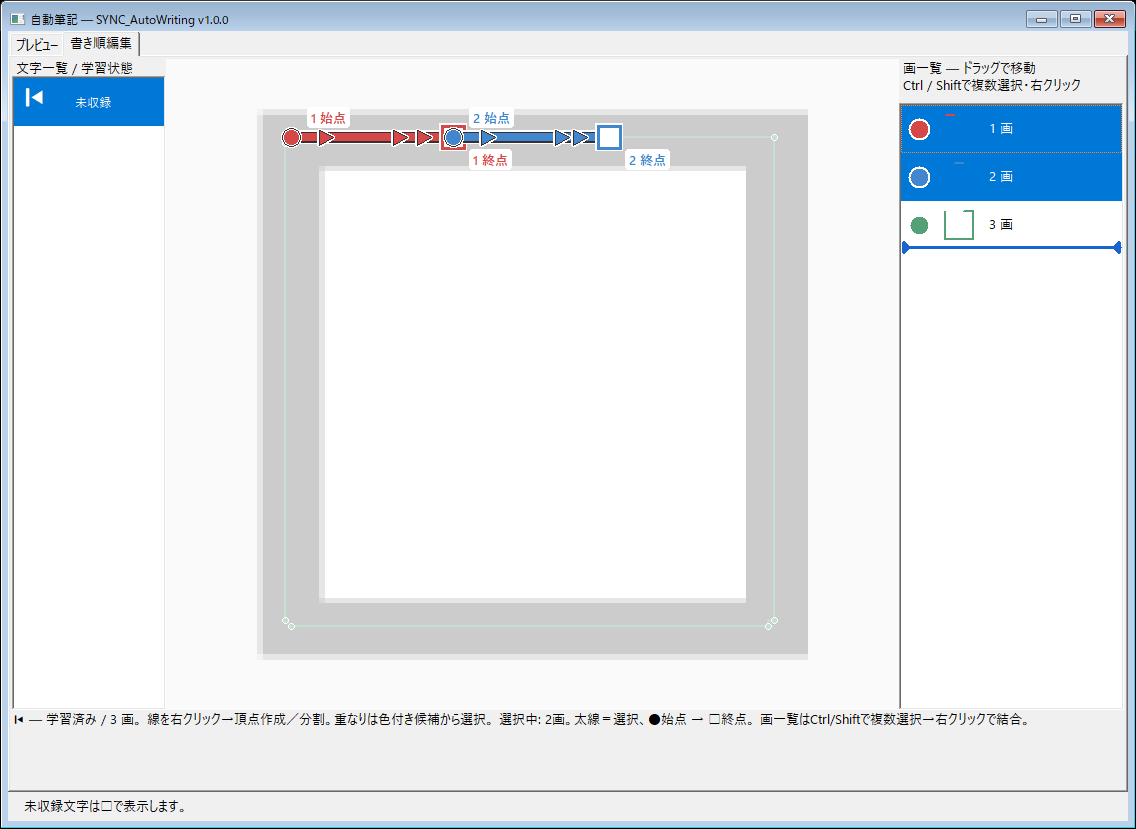 自動筆記 — SYNC_AutoWriting v1.0.0
プレビュー
書き順編集
文字一覧 / 学習状態
未収録
1 始点
2 始点
1 終点
2 終点
画一覧 — ドラッグで移動
Ctrl / Shiftで複数選択・右クリック
1 画
2 画
3 画
⏮ — 学習済み / 3 画。線を右クリック→頂点作成／分割。重なりは色付き候補から選択。選択中: 2画。太線＝選択、●始点 → □終点。画一覧はCtrl/Shiftで複数選択→右クリックで結合。
未収録文字は□で表示します。